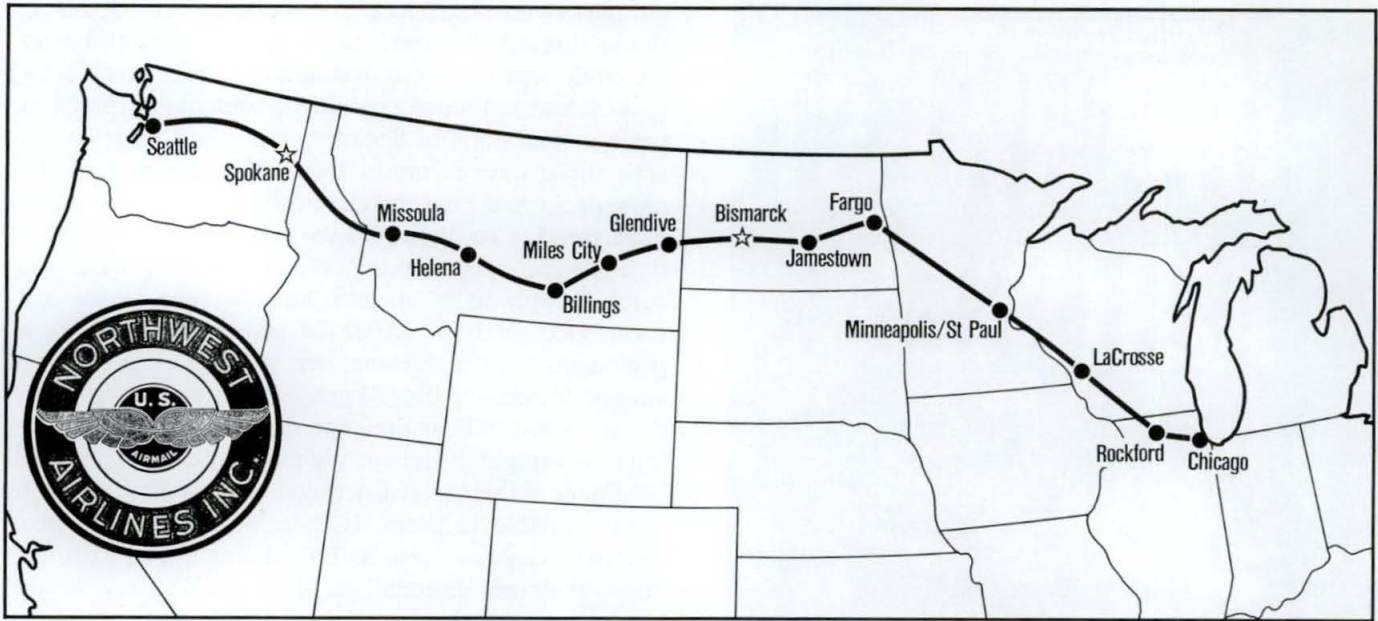 Seattle
Spokane
Missoula
Helena
Billings
Miles City
Glendive
Bismarck
Jamestown
Fargo
Minneapolis/St Paul
LaCrosse
Rockford
Chicago
NORTHWEST
U.S.
AIRMAIL
AIRLINES INC.